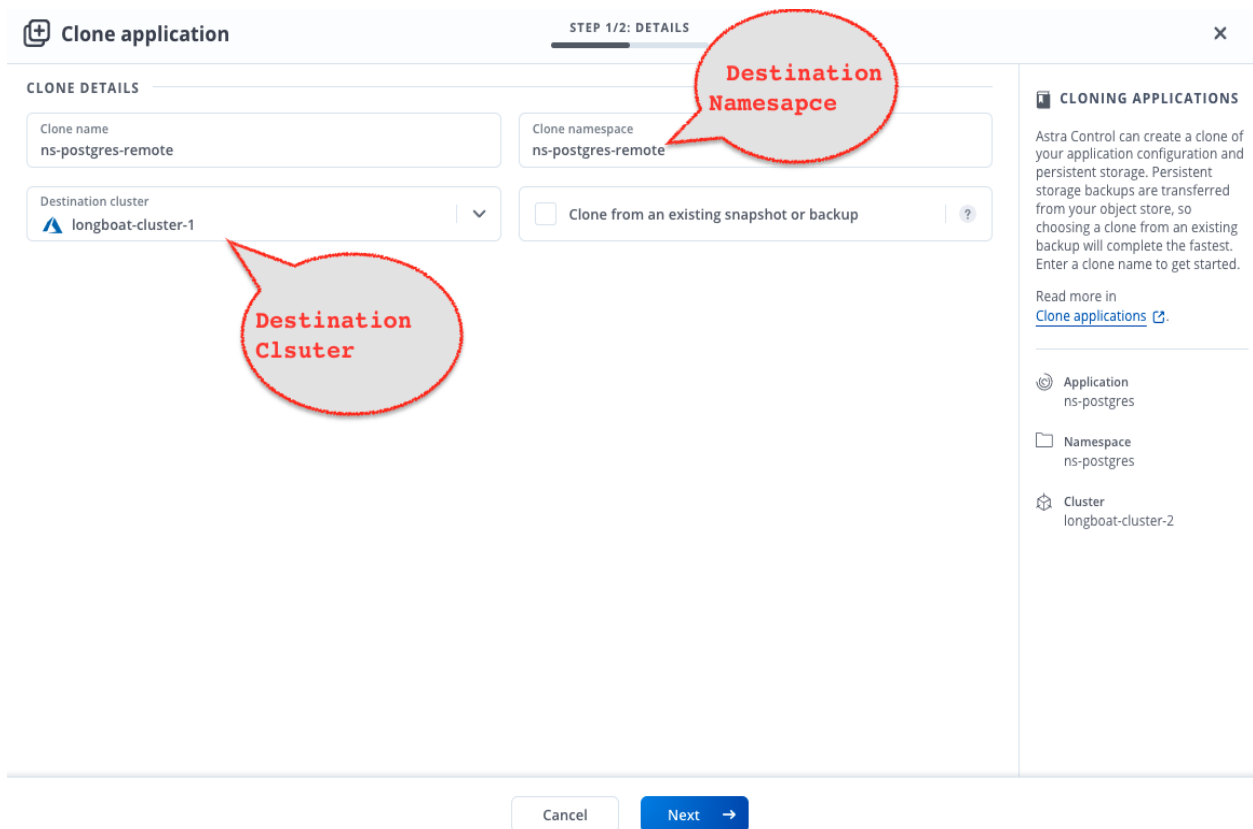 Clone application
STEP 1/2: DETAILS
CLONE DETAILS
Clone name
ns-postgres-remote
Clone namespace
ns-postgres-remote
Destination
Namesapce
Destination cluster
longboat-cluster-1
Clone from an existing snapshot or backup
?
Destination
Clsuter
CLONING APPLICATIONS
Astra Control can create a clone of
your application configuration and
persistent storage. Persistent
storage backups are transferred
from your object store, so
choosing a clone from an existing
backup will complete the fastest.
Enter a clone name to get started.
Read more in
Clone applications.
Application
ns-postgres
Namespace
ns-postgres
Cluster
longboat-cluster-2
Cancel
Next